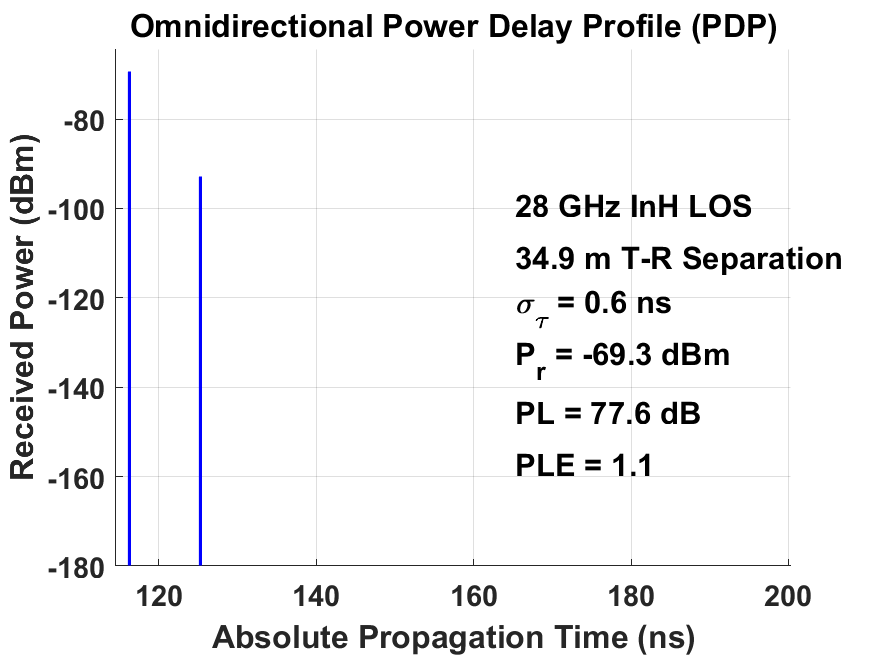 Omnidirectional Power Delay Profile (PDP)
Received Power (dBm)
-80
-100
-120
-140
-160
-180
28 GHz InH LOS
34.9 m T-R Separation
σ_τ = 0.6 ns
P_r = -69.3 dBm
PL = 77.6 dB
PLE = 1.1
120 140 160 180 200
Absolute Propagation Time (ns)